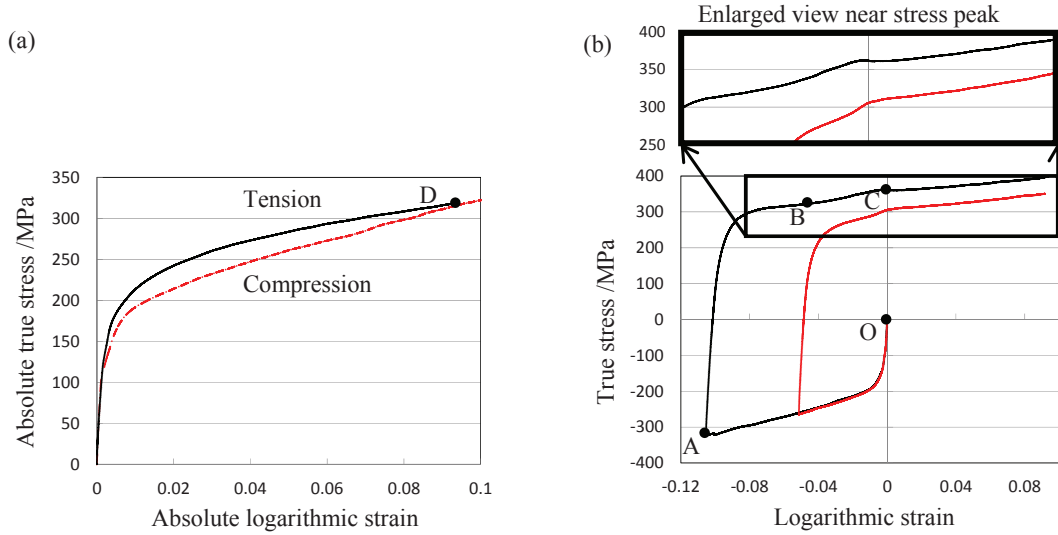 (a)
350
300
250
200
150
100
50
0
Absolute true stress /MPa
Tension
D
Compression
0
0.02
0.04
0.06
0.08
0.1
Absolute logarithmic strain
(b)
Enlarged view near stress peak
400
350
300
250
400
300
200
100
0
-100
-200
-300
-400
True stress /MPa
B
C
O
A
-0.12
-0.08
-0.04
0
0.04
0.08
Logarithmic strain